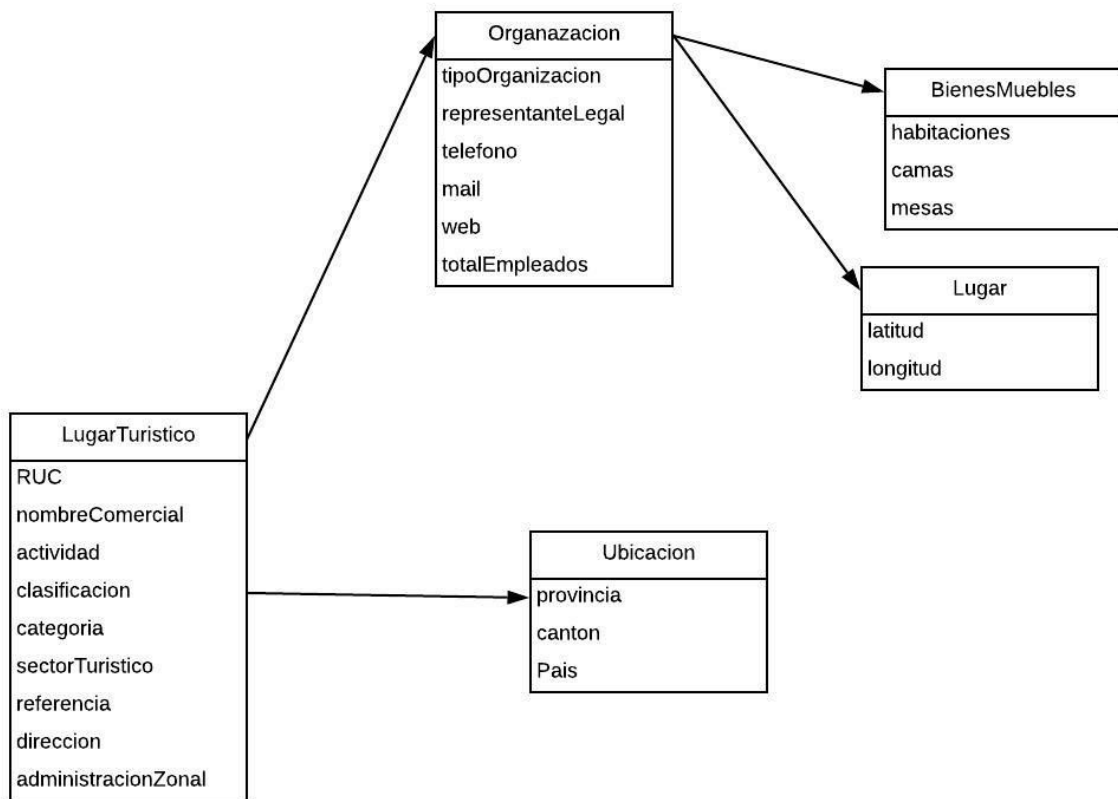 Organazacion
tipoOrganizacion
representanteLegal
telefono
mail
web
totalEmpleados
BienesMuebles
habitaciones
camas
mesas
Lugar
latitud
longitud
LugarTuristico
RUC
nombreComercial
actividad
clasificacion
categoria
sectorTuristico
referencia
direccion
administracionZonal
Ubicacion
provincia
canton
Pais